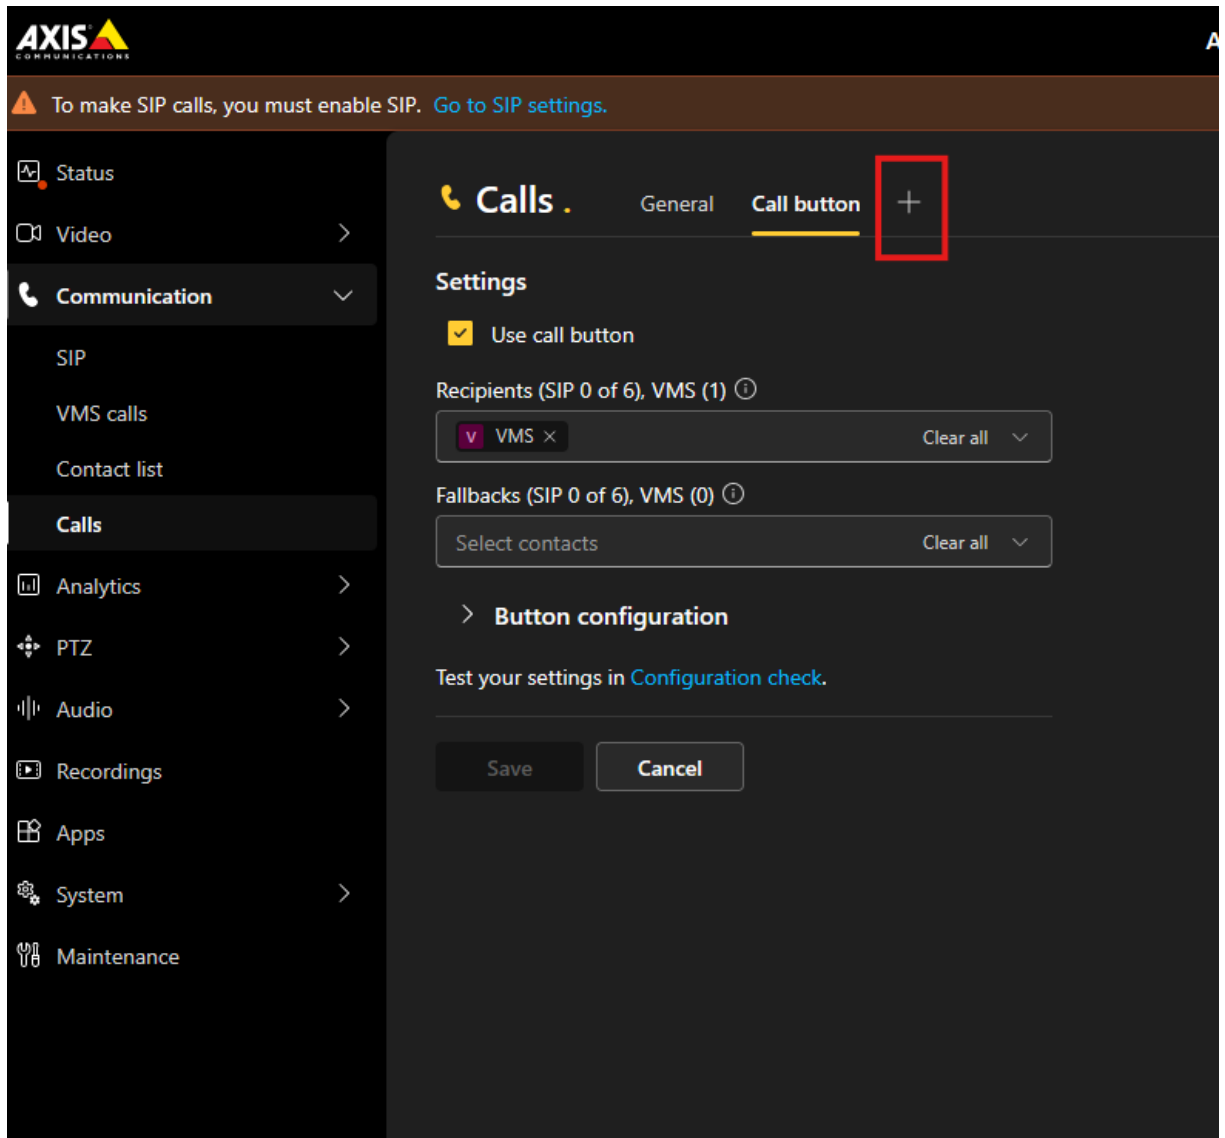 AXIS
COMMUNICATIONS
A
To make SIP calls, you must enable SIP. Go to SIP settings.
Status
Video
Communication
SIP
VMS calls
Contact list
Calls
Analytics
PTZ
Audio
Recordings
Apps
System
Maintenance
Calls . General Call button +
Settings
Use call button
Recipients (SIP 0 of 6), VMS (1)
V VMS × Clear all
Fallbacks (SIP 0 of 6), VMS (0)
Select contacts Clear all
Button configuration
Test your settings in Configuration check.
Save Cancel